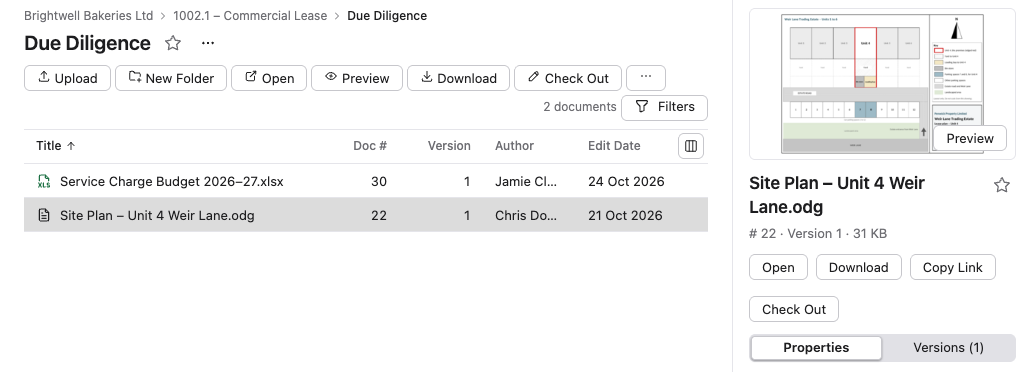 Brightwell Bakeries Ltd > 1002.1 – Commercial Lease > Due Diligence
Due Diligence
Upload New Folder Open Preview Download Check Out ...
2 documents Filters
Title ↑ Doc # Version Author Edit Date
Service Charge Budget 2026–27.xlsx 30 1 Jamie Cl... 24 Oct 2026
Site Plan – Unit 4 Weir Lane.odg 22 1 Chris Do... 21 Oct 2026
Preview
Site Plan – Unit 4 Weir
Lane.odg
# 22 · Version 1 · 31 KB
Open Download Copy Link
Check Out
Properties Versions (1)